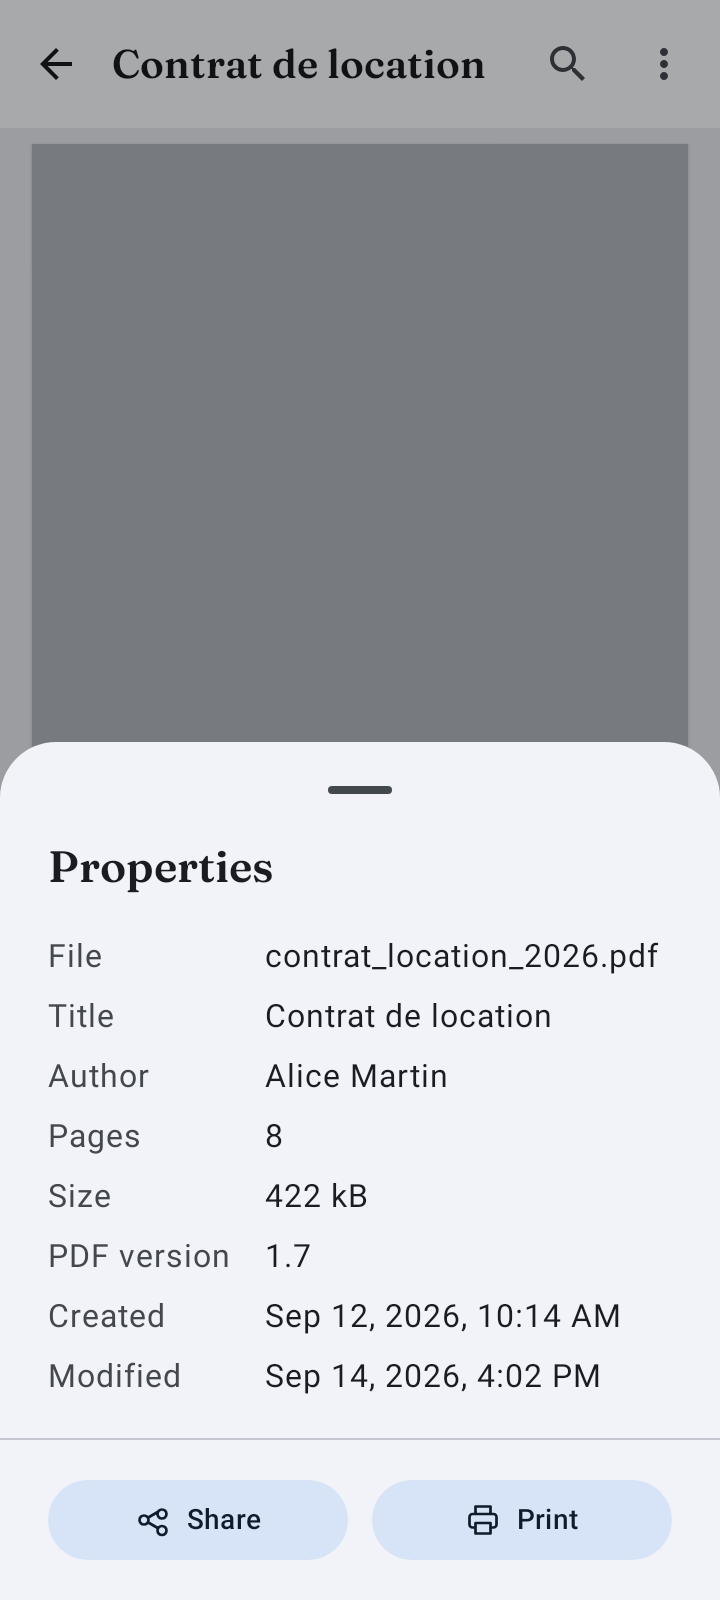 Contrat de location
Properties
File contrat_location_2026.pdf
Title Contrat de location
Author Alice Martin
Pages 8
Size 422 kB
PDF version 1.7
Created Sep 12, 2026, 10:14 AM
Modified Sep 14, 2026, 4:02 PM
Share Print